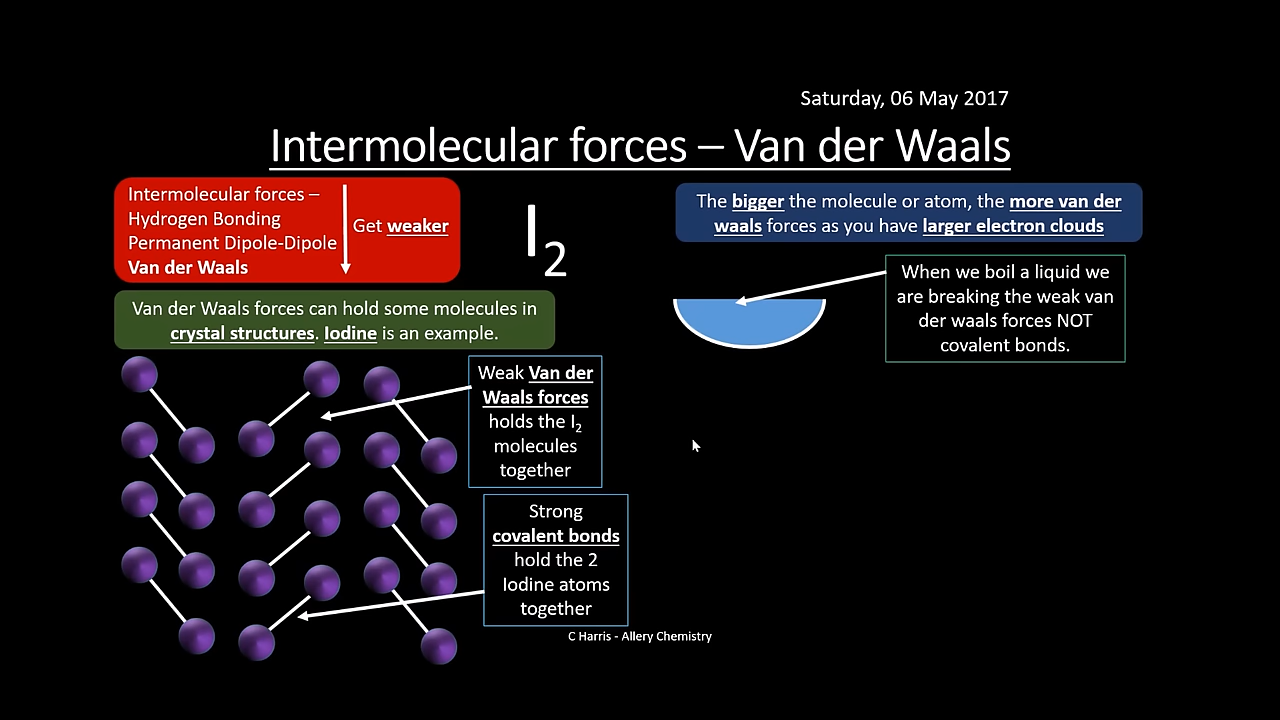 Saturday, 06 May 2017
Intermolecular forces – Van der Waals
Intermolecular forces –
Hydrogen Bonding
Permanent Dipole-Dipole
Van der Waals
Get weaker
I2
The bigger the molecule or atom, the more van der
waals forces as you have larger electron clouds
Van der Waals forces can hold some molecules in
crystal structures. Iodine is an example.
When we boil a liquid we
are breaking the weak van
der waals forces NOT
covalent bonds.
Weak Van der
Waals forces
holds the I2
molecules
together
Strong
covalent bonds
hold the 2
Iodine atoms
together
C Harris - Allery Chemistry